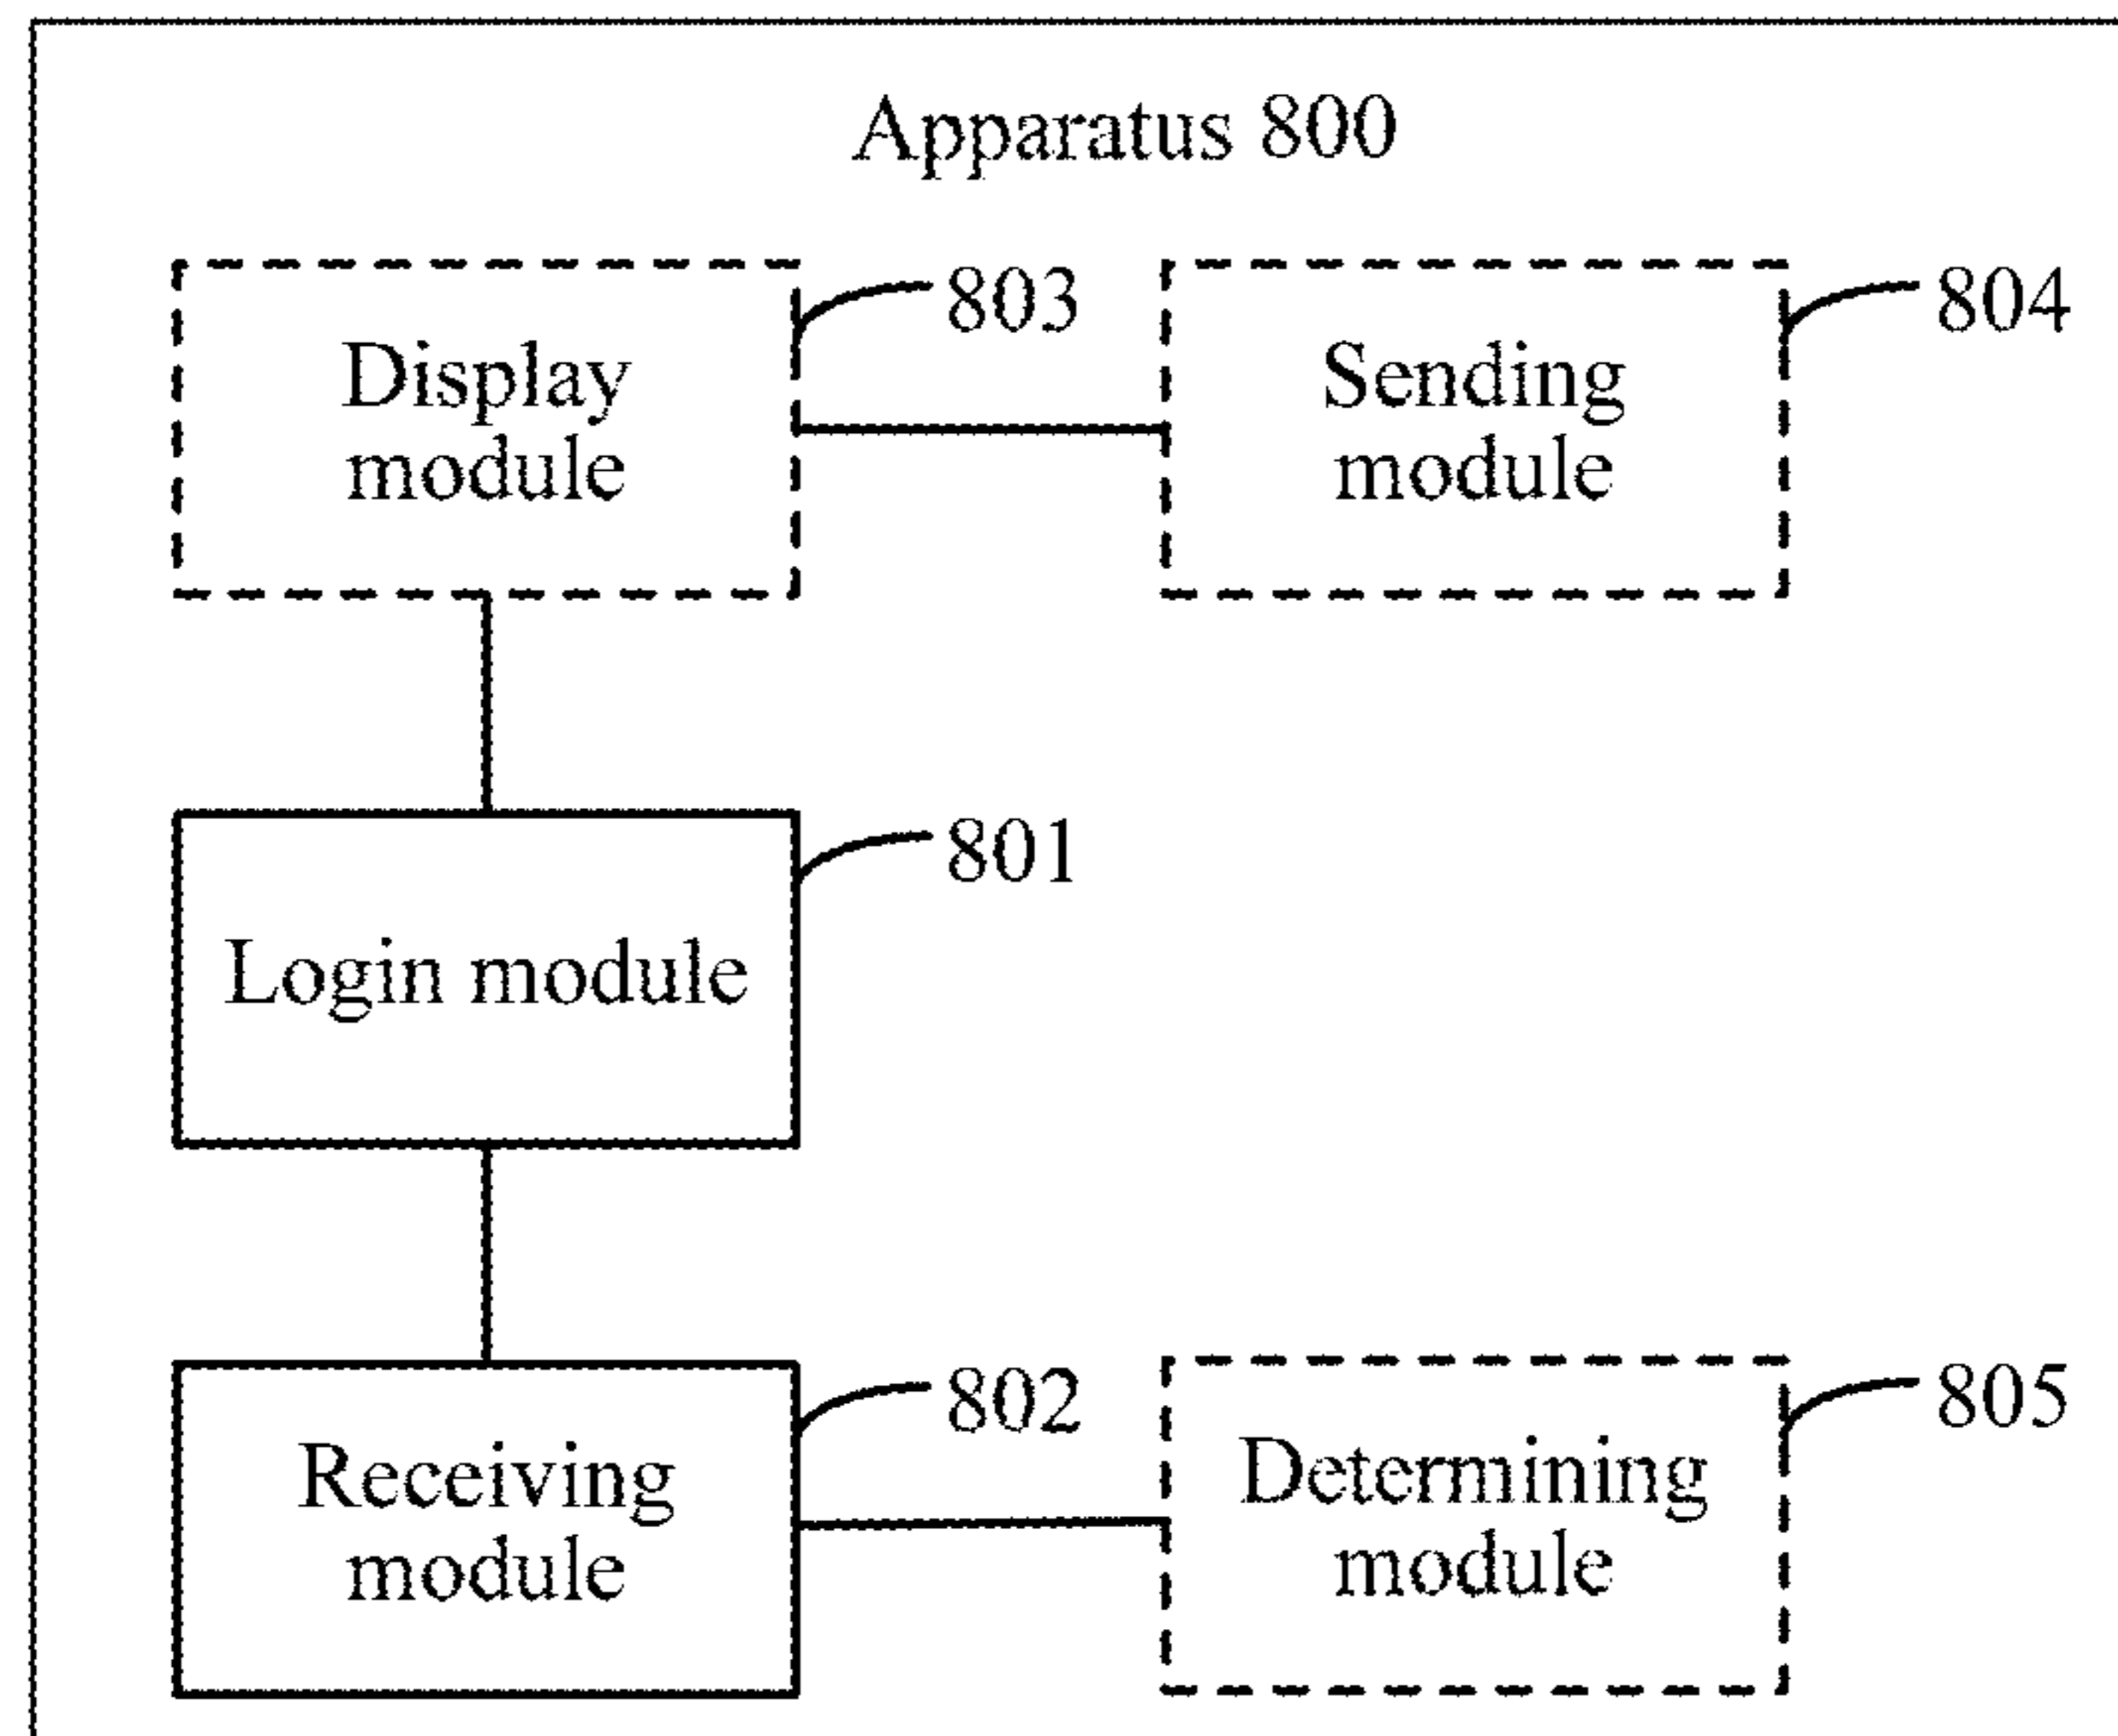 Apparatus 800
803
804
Display
module
Sending
module
801
Login module
802
805
Receiving
module
Determining
module